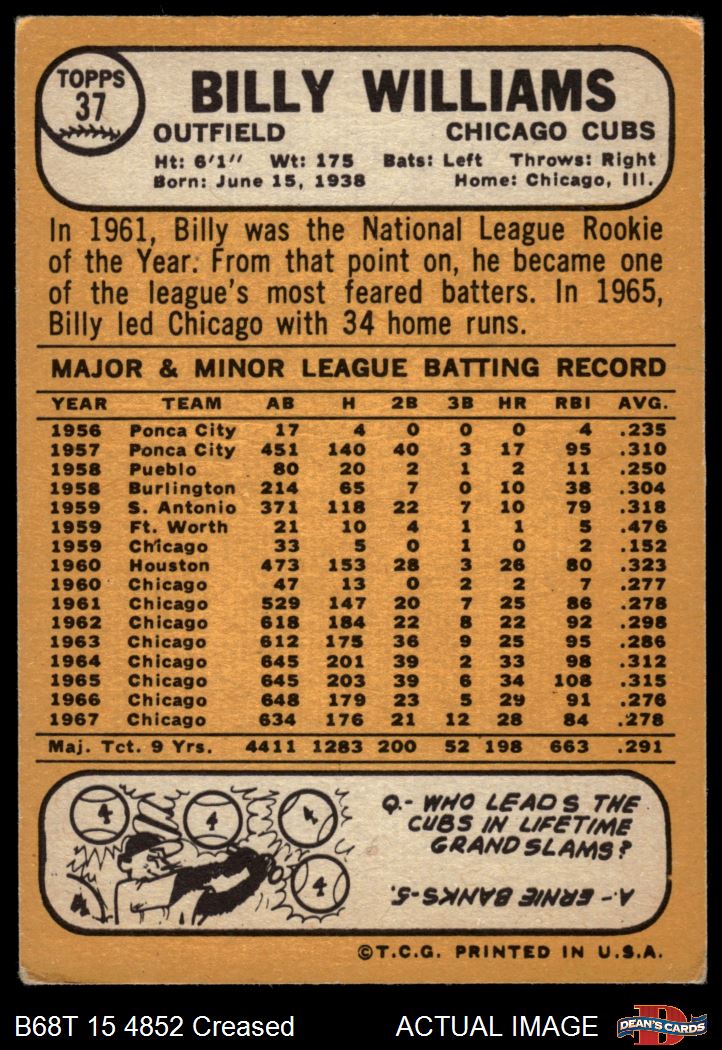 TOPPS
37
BILLY WILLIAMS
OUTFIELD CHICAGO CUBS
Ht: 6'1" Wt: 175 Bats: Left Throws: Right
Born: June 15, 1938 Home: Chicago, Ill.
In 1961, Billy was the National League Rookie
of the Year. From that point on, he became one
of the league's most feared batters. In 1965,
Billy led Chicago with 34 home runs.
MAJOR & MINOR LEAGUE BATTING RECORD
YEAR TEAM AB H 2B 3B HR RBI AVG.
1956 Ponca City 17 4 0 0 0 4 .235
1957 Ponca City 451 140 40 3 17 95 .310
1958 Pueblo 80 20 2 1 2 11 .250
1958 Burlington 214 65 7 0 10 38 .304
1959 S. Antonio 371 118 22 7 10 79 .318
1959 Ft. Worth 21 10 4 1 1 5 .476
1959 Chicago 33 5 0 1 0 2 .152
1960 Houston 473 153 28 3 26 80 .323
1960 Chicago 47 13 0 2 2 7 .277
1961 Chicago 529 147 20 7 25 86 .278
1962 Chicago 618 184 22 8 22 92 .298
1963 Chicago 612 175 36 9 25 95 .286
1964 Chicago 645 201 39 2 33 98 .312
1965 Chicago 645 203 39 6 34 108 .315
1966 Chicago 648 179 23 5 29 91 .276
1967 Chicago 634 176 21 12 28 84 .278
Maj. Tct. 9 Yrs. 4411 1283 200 52 198 663 .291
4 4 4 4 4
Q.- WHO LEADS THE
CUBS IN LIFETIME
GRAND SLAMS?
A.- ERNIE BANKS-5.
©T.C.G. PRINTED IN U.S.A.
B68T 15 4852 Creased ACTUAL IMAGE
D
DEAN'S CARDS